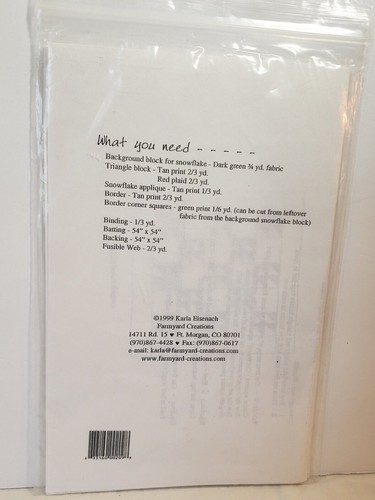 What you need - - - - -
Background block for snowflake - Dark green ¾ yd. fabric
Triangle block - Tan print 2/3 yd.
Red plaid 2/3 yd.
Snowflake applique - Tan print 1/3 yd.
Border - Tan print 2/3 yd.
Border corner squares - green print 1/6 yd. (can be cut from leftover
fabric from the background snowflake block)
Binding - 1/3 yd.
Batting - 54" x 54"
Backing - 54" x 54"
Fusible Web - 2/3 yd.
©1999 Karla Eisenach
Farmyard Creations
14711 Rd. 15 ♥ Ft. Morgan, CO 80701
(970)867-4428 ♥ Fax: (970)867-0617
e-mail: karla@farmyard-creations.com
www.farmyard-creations.com